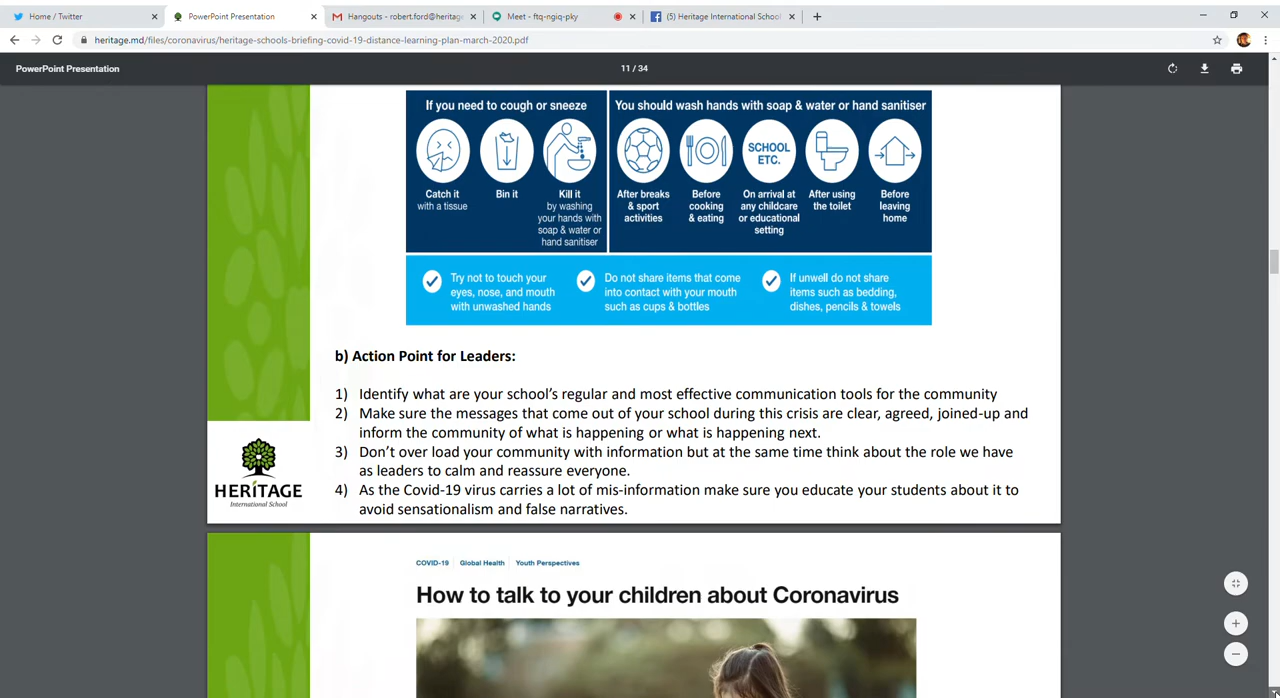 Home / Twitter
PowerPoint Presentation
Hangouts - robert.ford@heritage
Meet - ftq-ngiq-pky
(5) Heritage International School
heritage.md/files/coronavirus/heritage-schools-briefing-covid-19-distance-learning-plan-march-2020.pdf
PowerPoint Presentation
11 / 34
If you need to cough or sneeze
Catch it
with a tissue
Bin it
Kill it
by washing
your hands with
soap & water or
hand sanitiser
You should wash hands with soap & water or hand sanitiser
After breaks
& sport
activities
Before
cooking
& eating
SCHOOL
ETC.
On arrival at
any childcare
or educational
setting
After using
the toilet
Before
leaving
home
Try not to touch your
eyes, nose, and mouth
with unwashed hands
Do not share items that come
into contact with your mouth
such as cups & bottles
If unwell do not share
items such as bedding,
dishes, pencils & towels
b) Action Point for Leaders:
1) Identify what are your school's regular and most effective communication tools for the community
2) Make sure the messages that come out of your school during this crisis are clear, agreed, joined-up and
inform the community of what is happening or what is happening next.
3) Don't over load your community with information but at the same time think about the role we have
as leaders to calm and reassure everyone.
4) As the Covid-19 virus carries a lot of mis-information make sure you educate your students about it to
avoid sensationalism and false narratives.
HERITAGE
International School
COVID-19 | Global Health | Youth Perspectives
How to talk to your children about Coronavirus